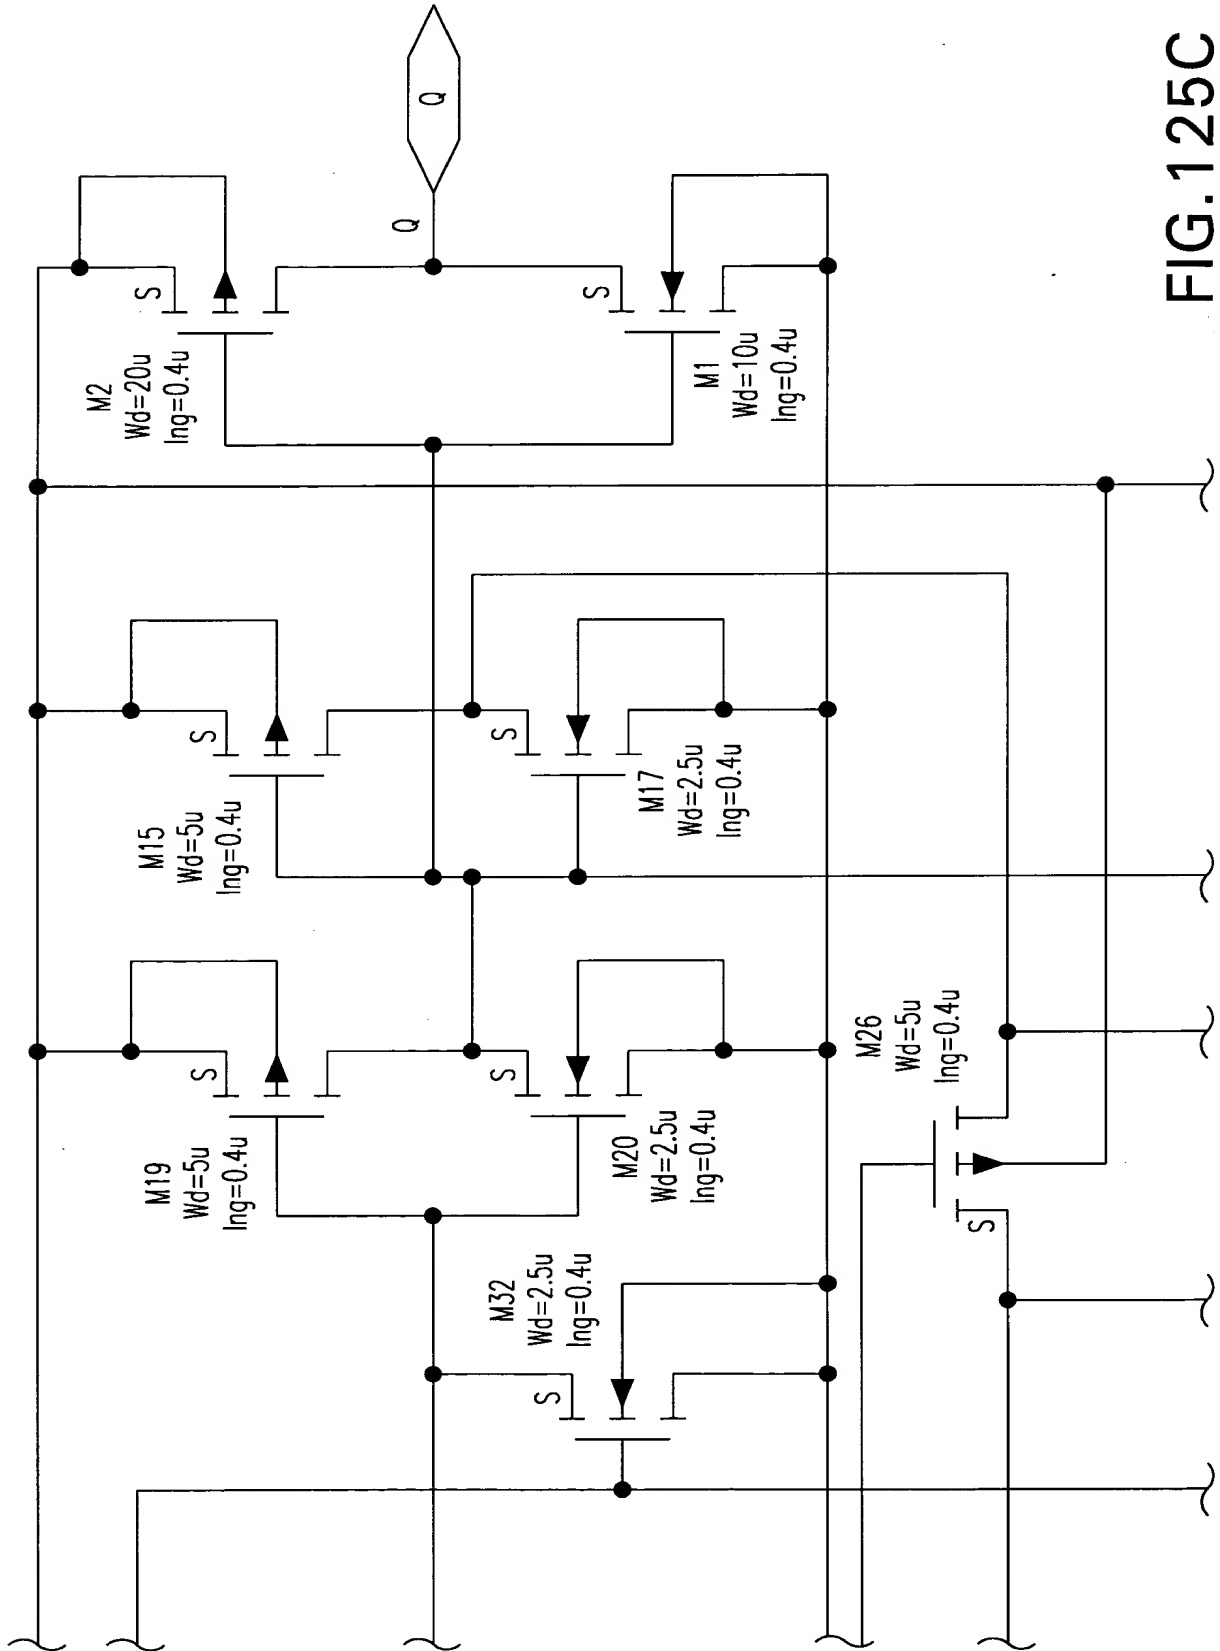 Q
Q
S
M2
Wd=20u
lng=0.4u
S
M1
Wd=10u
lng=0.4u
S
M15
Wd=5u
lng=0.4u
S
M17
Wd=2.5u
lng=0.4u
S
M19
Wd=5u
lng=0.4u
S
M20
Wd=2.5u
lng=0.4u
M26
Wd=5u
lng=0.4u
S
M32
Wd=2.5u
lng=0.4u
S
FIG.125C